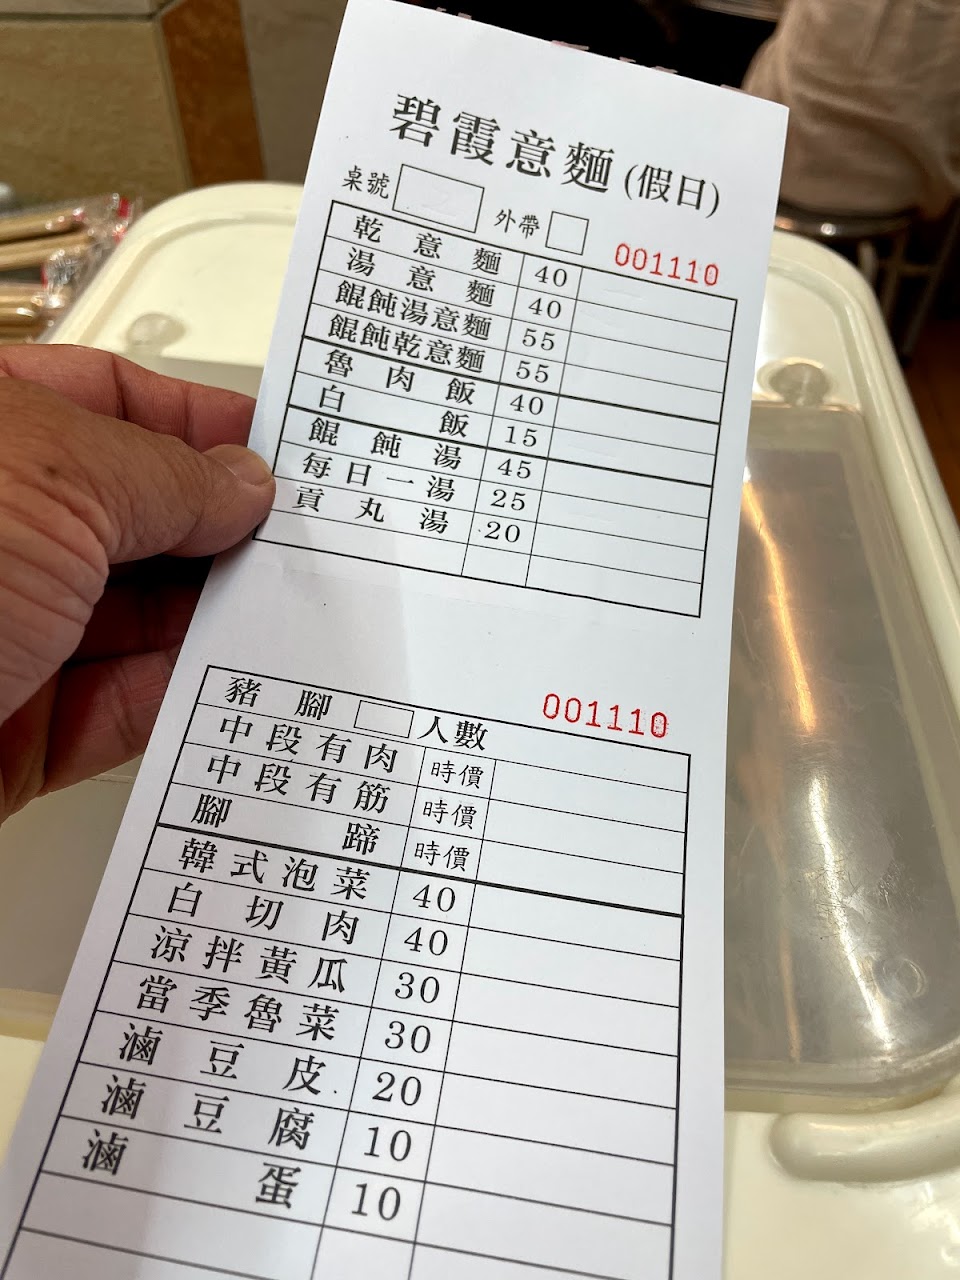 碧霞意麵(假日)
桌號 外帶
001110
乾意麵 40
湯意麵 40
餛飩湯意麵 55
餛飩乾意麵 55
魯肉飯 40
白飯 15
餛飩湯 45
每日一湯 25
貢丸湯 20
001110
豬腳 人數
中段有肉 時價
中段有筋 時價
腳蹄 時價
韓式泡菜 40
白切肉 40
涼拌黃瓜 30
當季魯菜 30
滷豆皮 20
滷豆腐 10
滷蛋 10